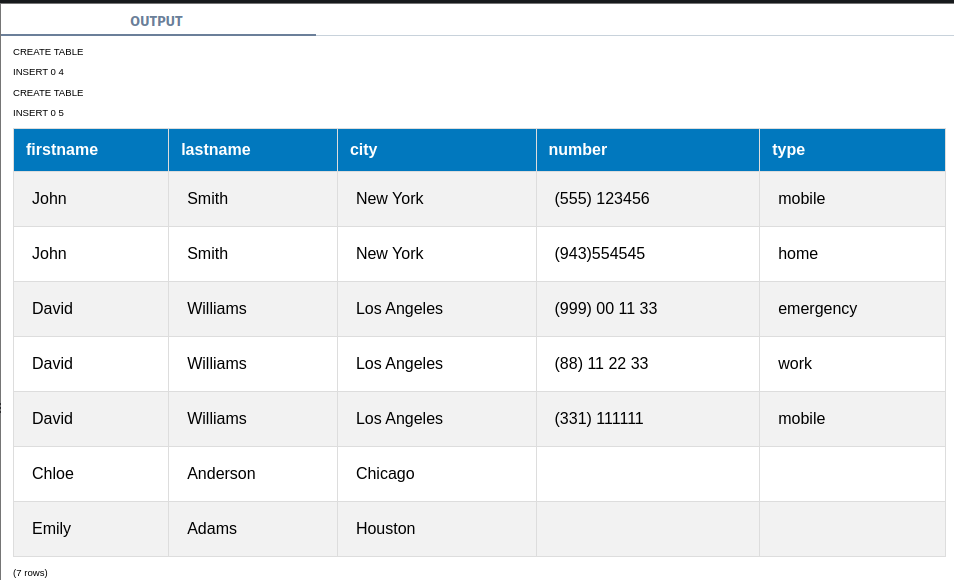 OUTPUT
CREATE TABLE
INSERT 0 4
CREATE TABLE
INSERT 0 5
firstname lastname city number type
John Smith New York (555) 123456 mobile
John Smith New York (943)554545 home
David Williams Los Angeles (999) 00 11 33 emergency
David Williams Los Angeles (88) 11 22 33 work
David Williams Los Angeles (331) 111111 mobile
Chloe Anderson Chicago
Emily Adams Houston
(7 rows)